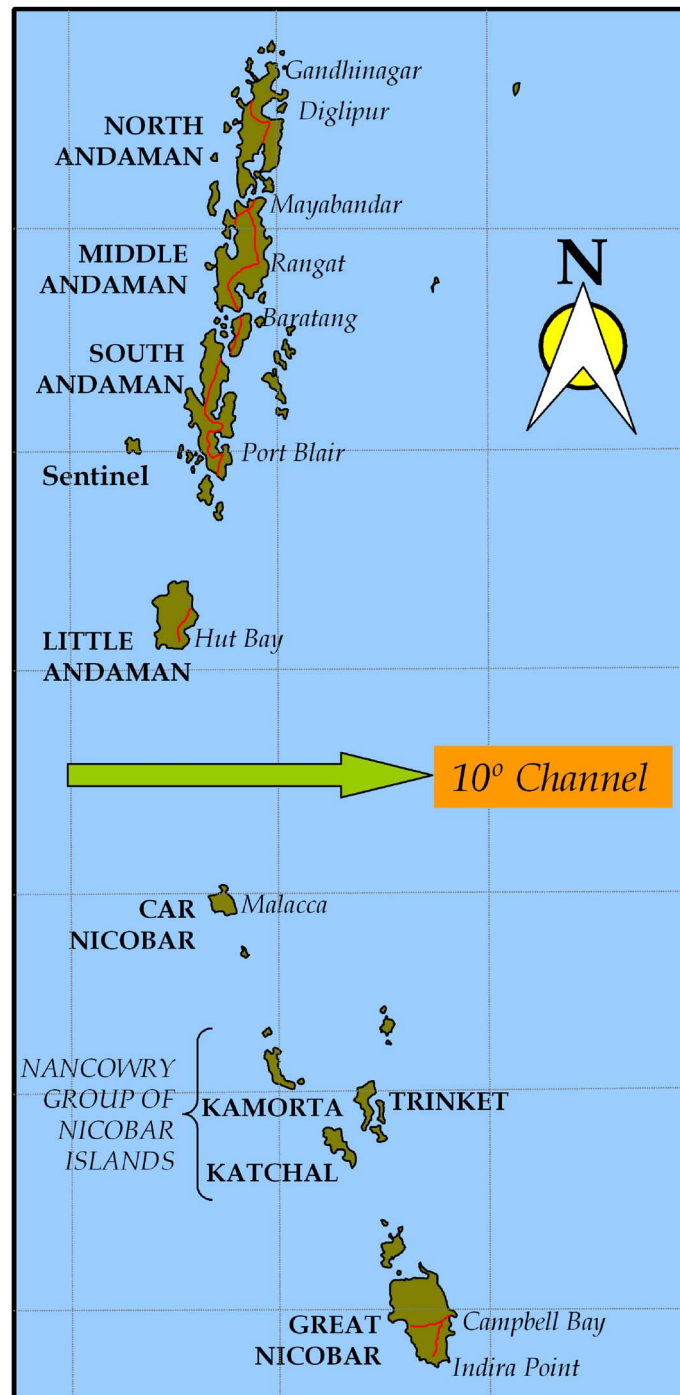 Gandhinagar
Diglipur
NORTH
ANDAMAN
Mayabandar
N
MIDDLE
ANDAMAN
Rangat
Baratang
SOUTH
ANDAMAN
Port Blair
Sentinel
Hut Bay
LITTLE
ANDAMAN
10º Channel
Malacca
CAR
NICOBAR
NANCOWRY
GROUP OF
NICOBAR
ISLANDS
KAMORTA
TRINKET
KATCHAL
GREAT
NICOBAR
Campbell Bay
Indira Point